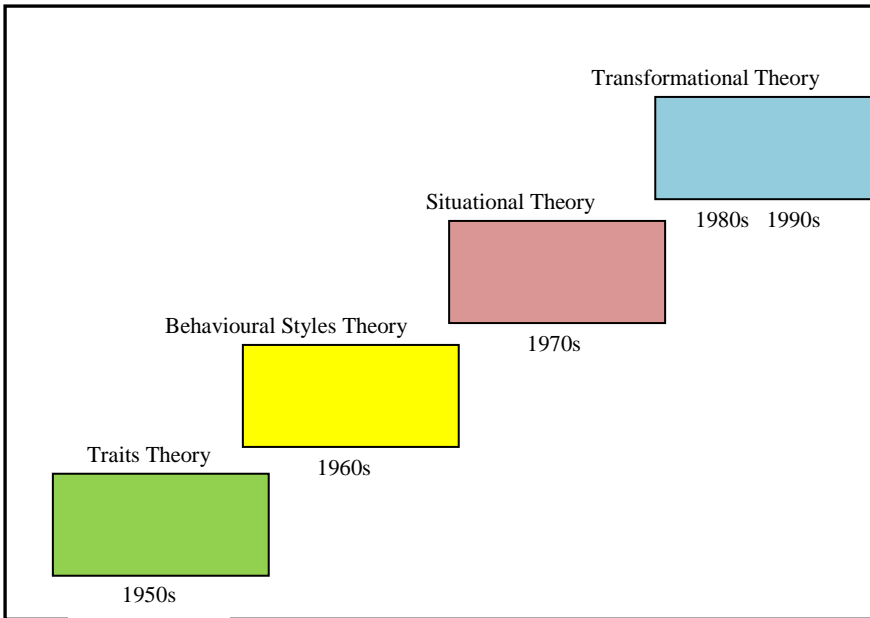 Transformational Theory
1980s 1990s
Situational Theory
1970s
Behavioural Styles Theory
1960s
Traits Theory
1950s